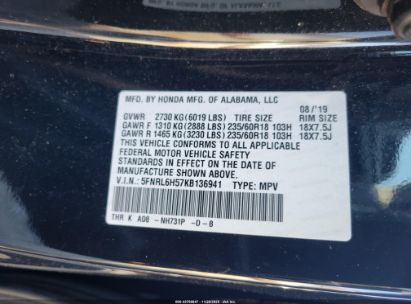 MFD. BY HONDA MFG. OF ALABAMA, LLC 08/'19
GVWR 2730 KG(6019 LBS) TIRE SIZE RIM SIZE
GAWR F 1310 KG(2888 LBS) 235/60R18 103H 18X7.5J
GAWR R 1465 KG(3230 LBS) 235/60R18 103H 18X7.5J
THIS VEHICLE CONFORMS TO ALL APPLICABLE
FEDERAL MOTOR VEHICLE SAFETY
STANDARDS IN EFFECT ON THE DATE OF
MANUFACTURE SHOWN ABOVE.
V.I.N.: 5FNRL6H57KB136941 TYPE: MPV
THR K AD6 -NH731P -D-B